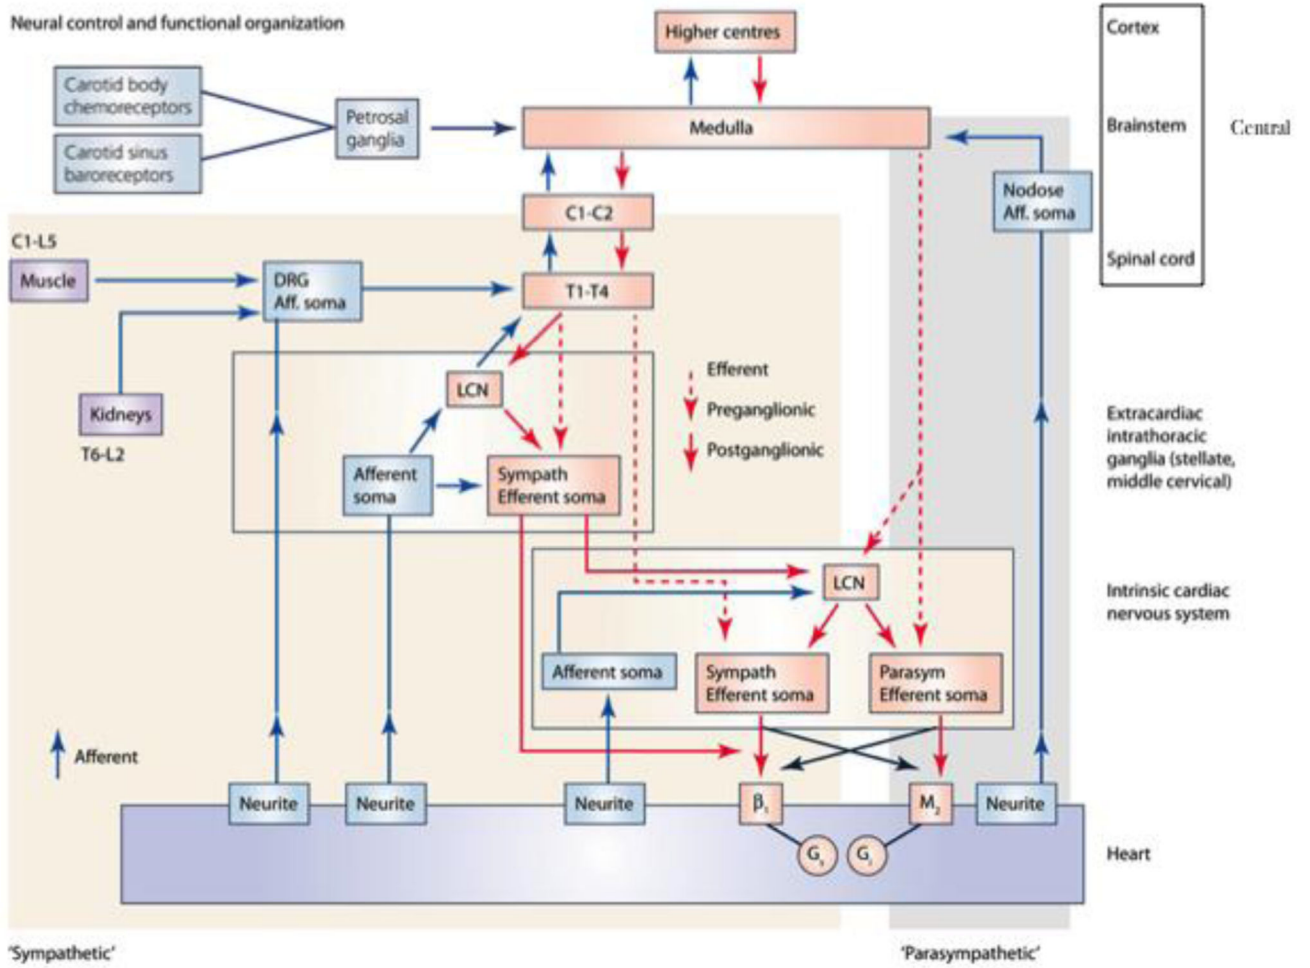 Neural control and functional organization
Higher centres
Cortex
Carotid body
chemoreceptors
Petrosal
ganglia
Medulla
Brainstem
Central
Carotid sinus
baroreceptors
Nodose
Aff. soma
C1-C2
C1-L5
Spinal cord
Muscle
DRG
Aff. soma
T1-T4
Efferent
LCN
Kidneys
Preganglionic
Extracardiac
intrathoracic
ganglia (stellate,
middle cervical)
T6-L2
Postganglionic
Afferent
soma
Sympath
Efferent soma
LCN
Intrinsic cardiac
nervous system
Afferent soma
Sympath
Efferent soma
Parasym
Efferent soma
Afferent
Neurite
Neurite
Neurite
β₁
M₂
Neurite
Gₛ
Gᵢ
Heart
'Sympathetic'
'Parasympathetic'